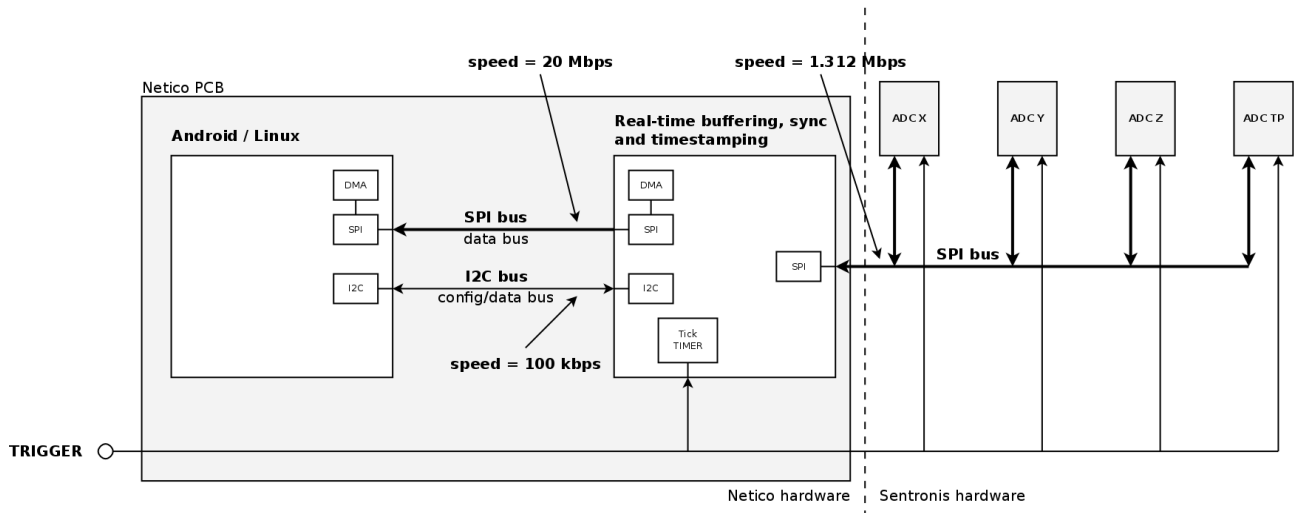 speed = 20 Mbps
speed = 1.312 Mbps
Netico PCB
Android / Linux
Real-time buffering, sync
and timestamping
ADC X
ADC Y
ADC Z
ADC TP
DMA
DMA
SPI
SPI bus
data bus
SPI
SPI
SPI bus
I2C
I2C bus
config/data bus
I2C
Tick
TIMER
speed = 100 kbps
TRIGGER
Netico hardware
Sentronis hardware